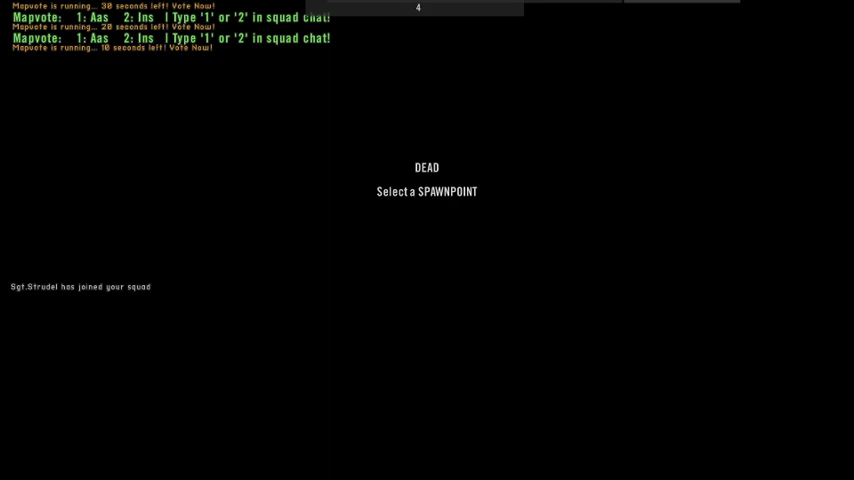 Mapvote is running... 30 seconds left! Vote Now!
4
Mapvote: 1: Aas 2: Ins | Type '1' or '2' in squad chat!
Mapvote is running... 20 seconds left! Vote Now!
Mapvote: 1: Aas 2: Ins | Type '1' or '2' in squad chat!
Mapvote is running... 10 seconds left! Vote Now!
DEAD
Select a SPAWNPOINT
Sgt.Strudel has joined your squad